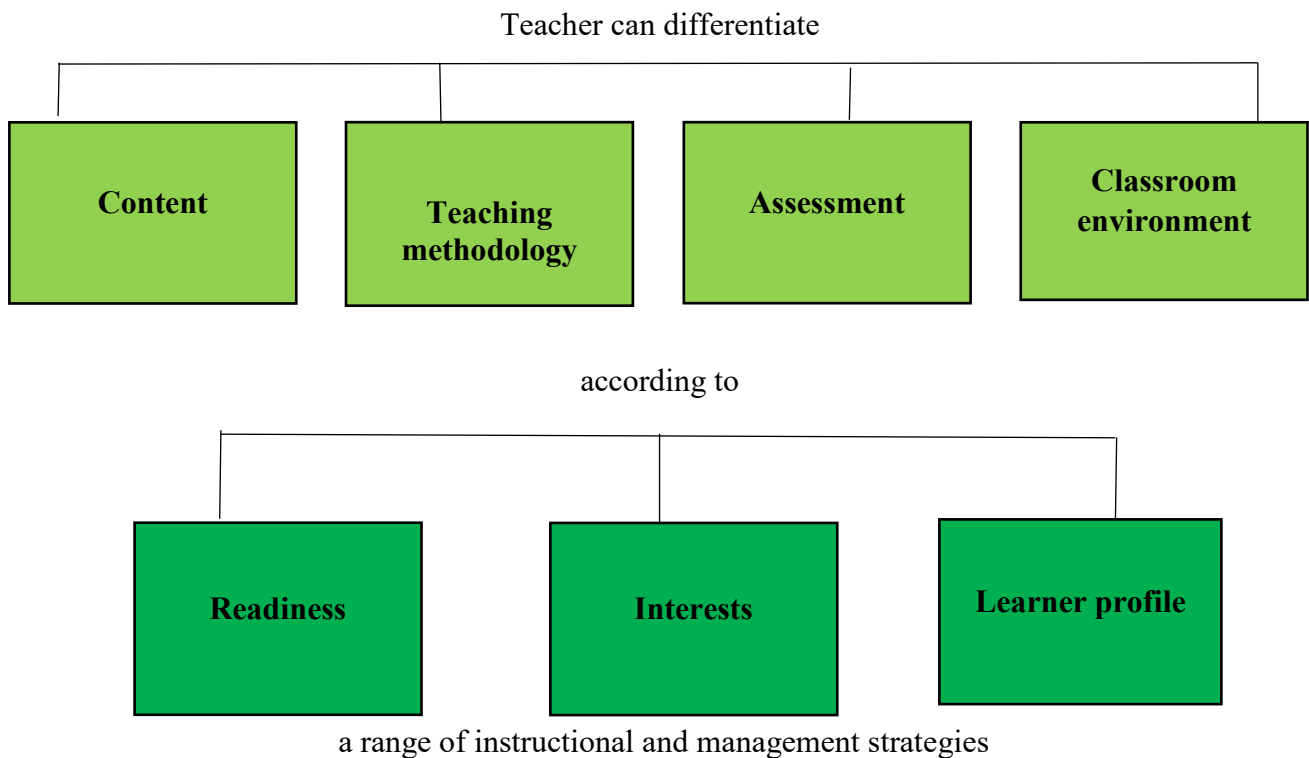 Teacher can differentiate
Content
Teaching
methodology
Assessment
Classroom
environment
according to
Readiness
Interests
Learner profile
a range of instructional and management strategies